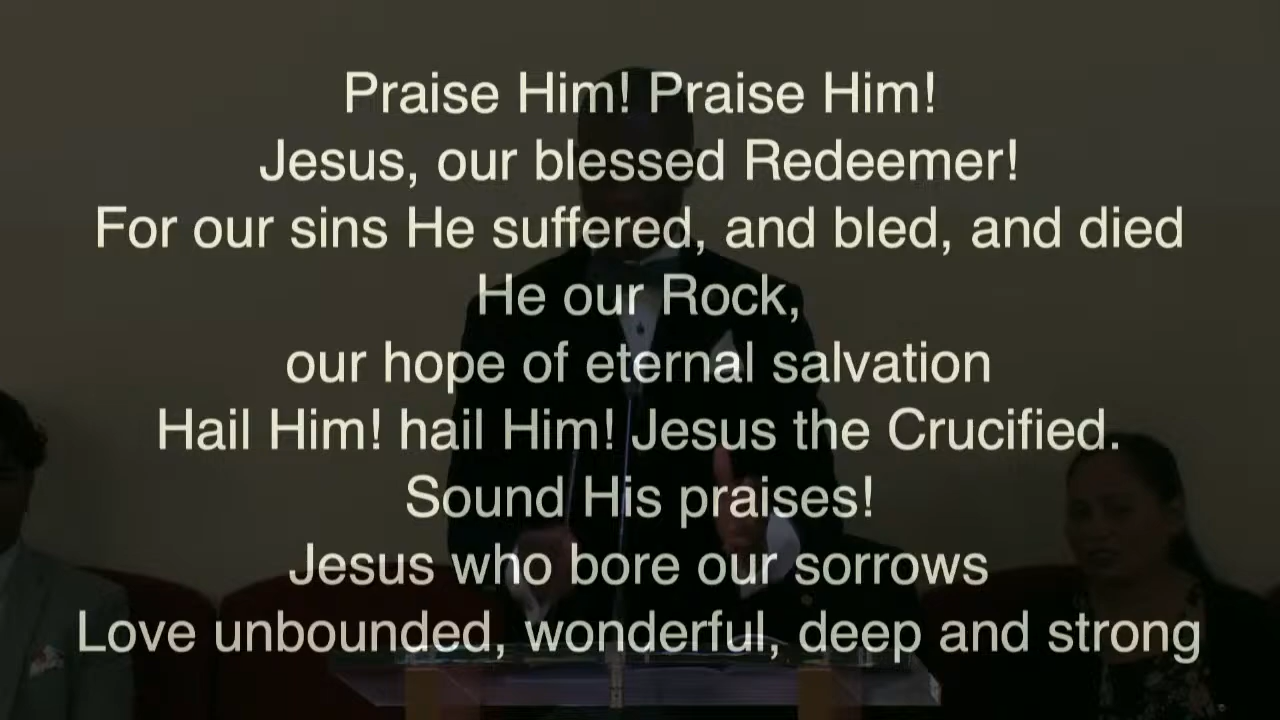 Praise Him! Praise Him!
Jesus, our blessed Redeemer!
For our sins He suffered, and bled, and died
He our Rock,
our hope of eternal salvation
Hail Him! hail Him! Jesus the Crucified.
Sound His praises!
Jesus who bore our sorrows
Love unbounded, wonderful, deep and strong